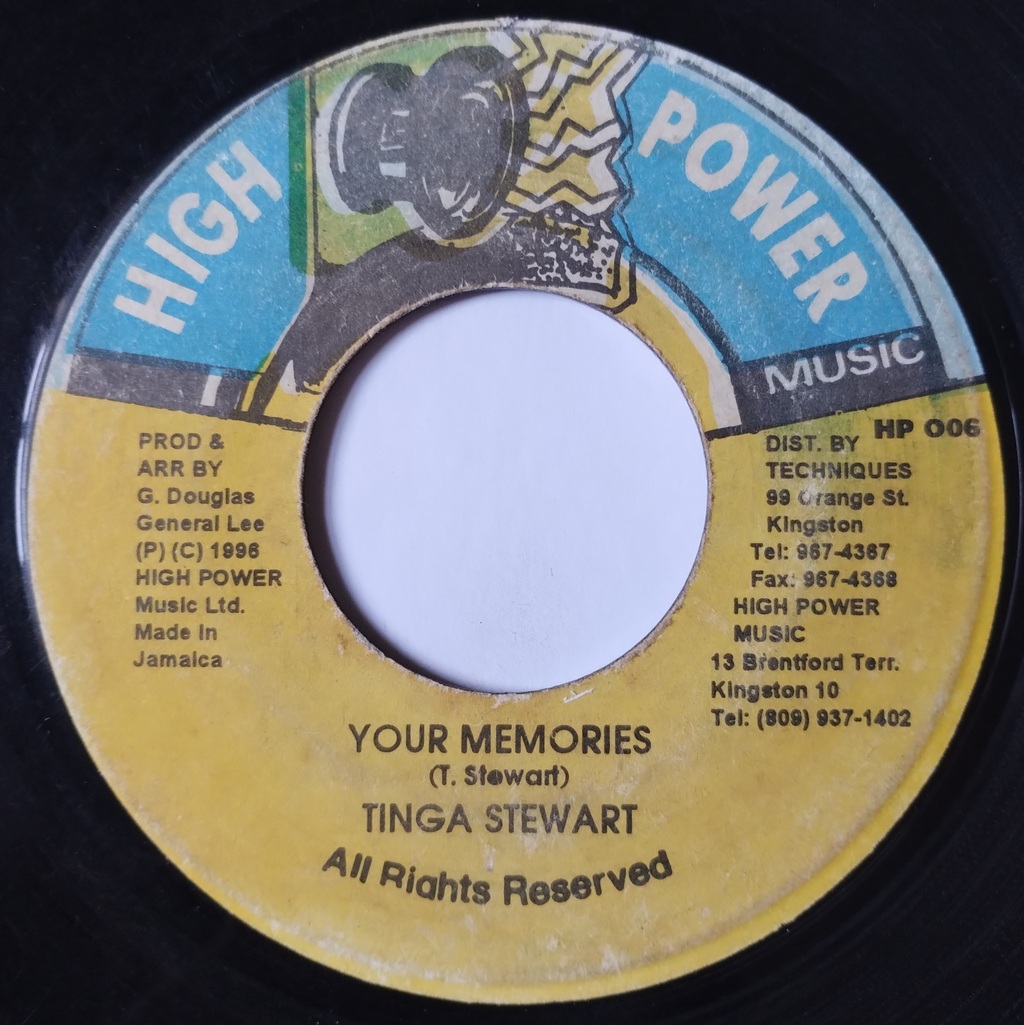 HIGH POWER
MUSIC
HP 006
PROD &
ARR BY
G. Douglas
General Lee
(P) (C) 1996
HIGH POWER
Music Ltd.
Made In
Jamaica
DIST. BY
TECHNIQUES
99 Orange St.
Kingston
Tel: 967-4367
Fax: 967-4368
HIGH POWER
MUSIC
13 Brentford Terr.
Kingston 10
Tel: (809) 937-1402
YOUR MEMORIES
(T. Stewart)
TINGA STEWART
All Rights Reserved